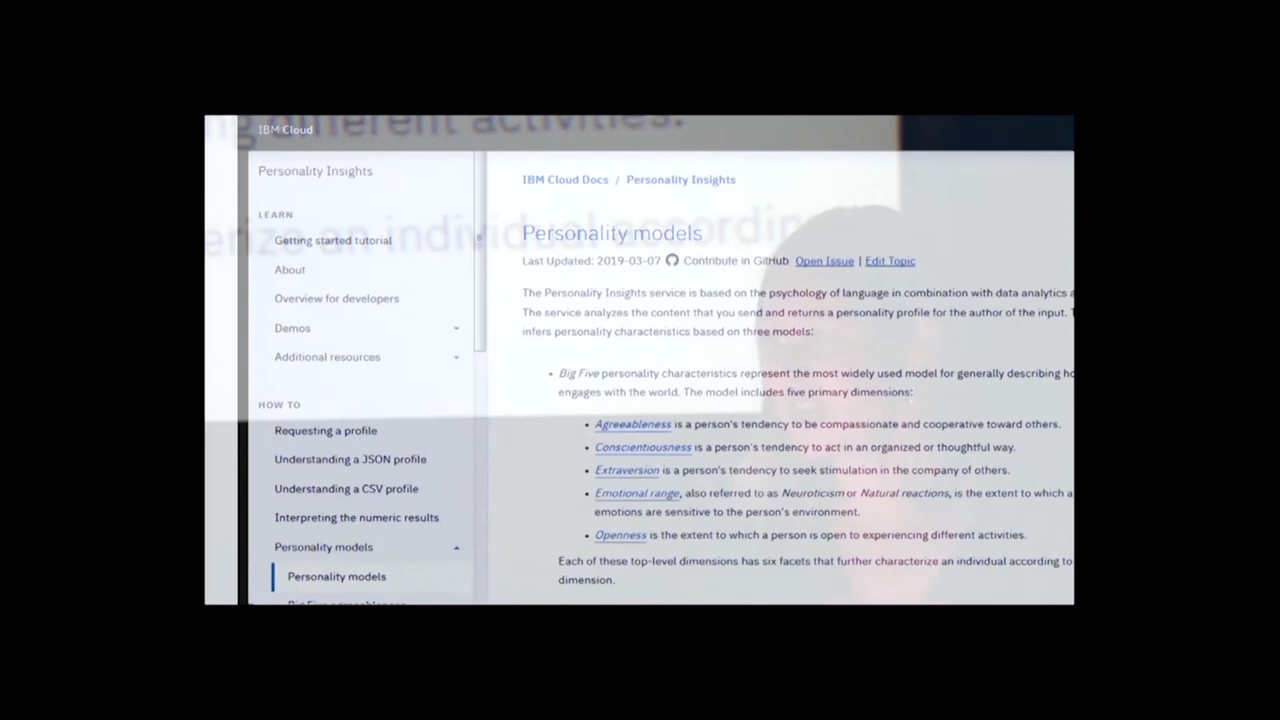 ng different activities.
IBM Cloud
Personality Insights
IBM Cloud Docs / Personality Insights
LEARN
erize an individual according
Getting started tutorial
Personality models
Last Updated: 2019-03-07 Contribute in GitHub Open Issue | Edit Topic
About
Overview for developers
Demos
Additional resources
The Personality Insights service is based on the psychology of language in combination with data analytics
The service analyzes the content that you send and returns a personality profile for the author of the input.
infers personality characteristics based on three models:
• Big Five personality characteristics represent the most widely used model for generally describing
engages with the world. The model includes five primary dimensions:
HOW TO
Requesting a profile
Understanding a JSON profile
Understanding a CSV profile
Interpreting the numeric results
Personality models
Personality models
• Agreeableness is a person's tendency to be compassionate and cooperative toward others.
• Conscientiousness is a person's tendency to act in an organized or thoughtful way.
• Extraversion is a person's tendency to seek stimulation in the company of others.
• Emotional range, also referred to as Neuroticism or Natural reactions, is the extent to which a
emotions are sensitive to the person's environment.
• Openness is the extent to which a person is open to experiencing different activities.
Each of these top-level dimensions has six facets that further characterize an individual according to
dimension.